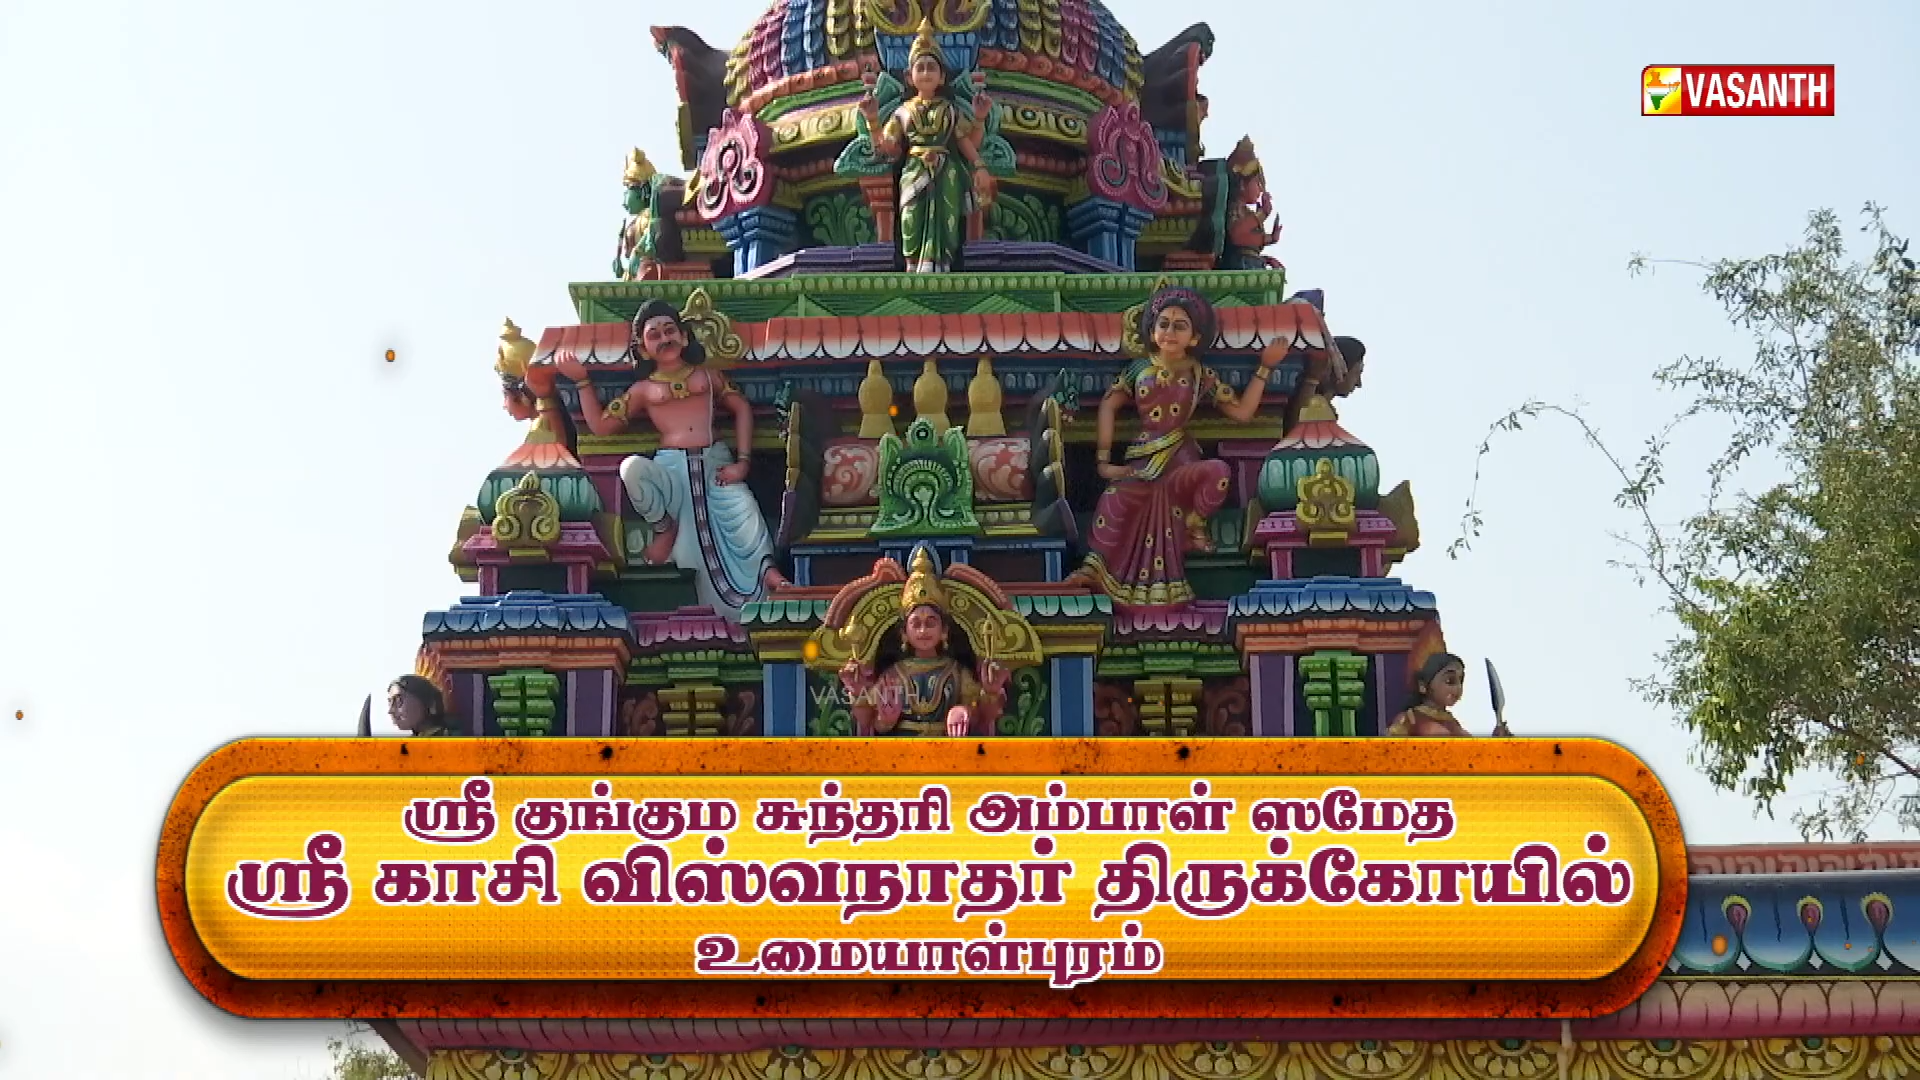 VASANTH
VASANTH
ஸ்ரீ குங்கும சுந்தரி அம்பாள் ஸமேத
ஸ்ரீ காசி விஸ்வநாதர் திருக்கோயில்
உமையாள்புரம்